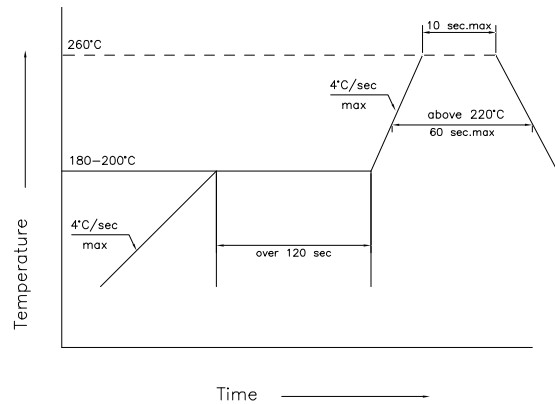 10 sec.max
260°C
4°C/sec
max
above 220°C
60 sec.max
180-200°C
4°C/sec
max
over 120 sec
Temperature
Time